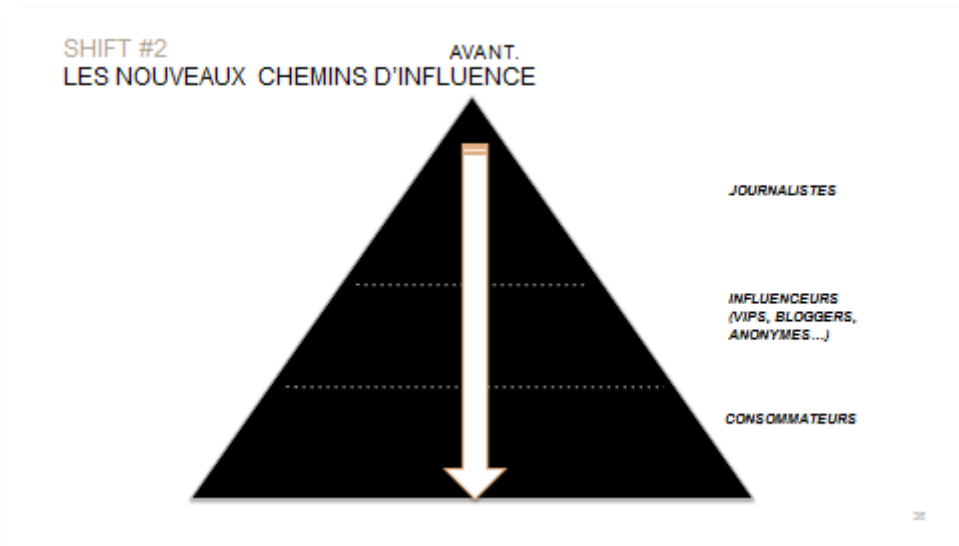 SHIFT #2
AVANT.
LES NOUVEAUX CHEMINS D'INFLUENCE
JOURNALISTES
INFLUENCEURS
(VIPS, BLOGGERS,
ANONYMES...)
CONSOMMATEURS